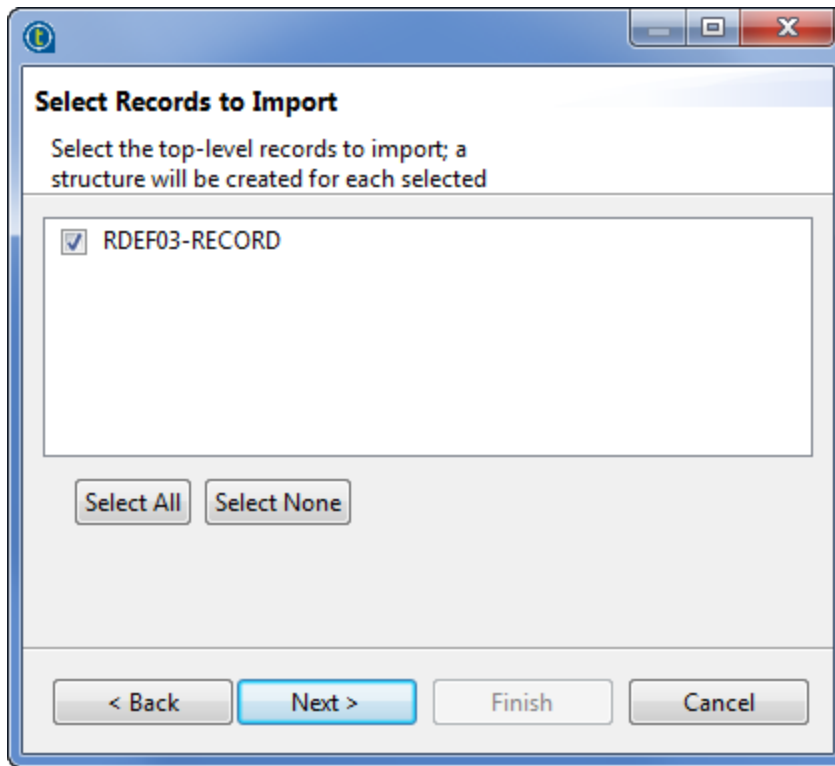 Select Records to Import
Select the top-level records to import; a
structure will be created for each selected
RDEF03-RECORD
Select All Select None
< Back Next > Finish Cancel